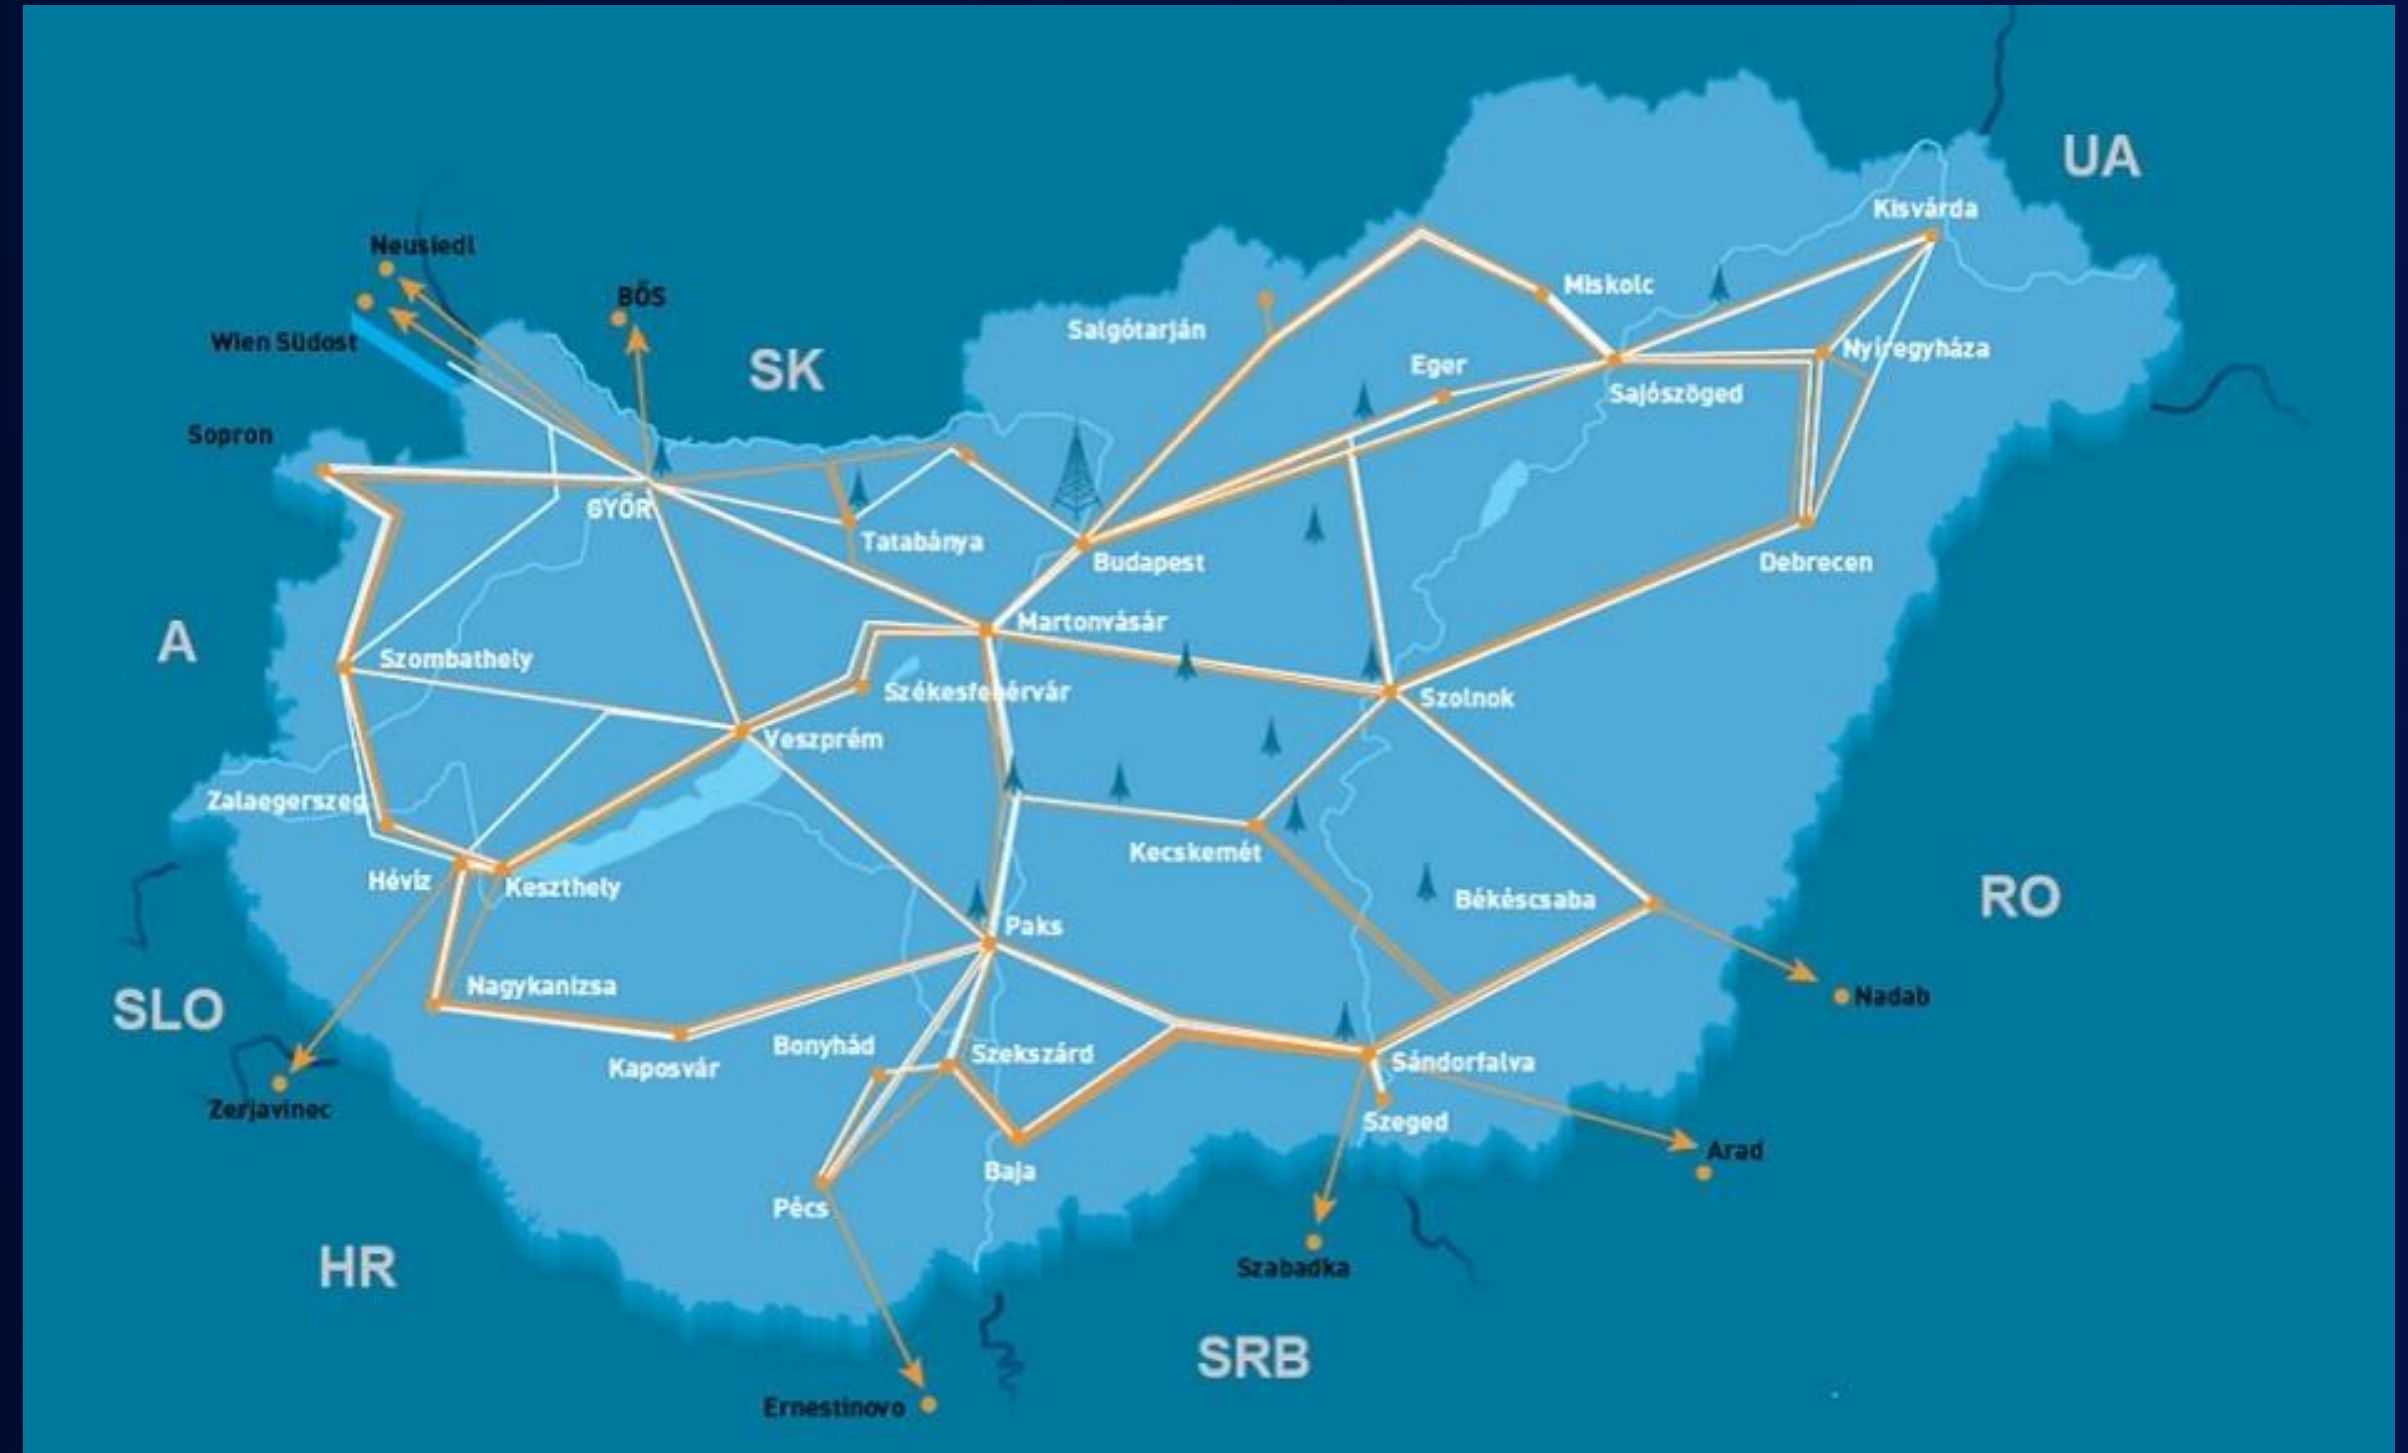 UA
Kisvárda
Neusiedl
BŐS
Miskolc
Salgótarján
Wien Südost
SK
Nyíregyháza
Eger
Sajószöged
Sopron
GYŐR
Tatabánya
Budapest
Debrecen
Martonvásár
A
Szombathely
Székesfehérvár
Szolnok
Veszprém
Zalaegerszeg
Kecskemét
Hévíz
Keszthely
Békéscsaba
RO
Paks
Nagykanizsa
Nadab
SLO
Bonyhád
Szekszárd
Kaposvár
Sándorfalva
Zerjavinec
Szeged
Arad
Baja
Pécs
HR
Szabadka
SRB
Ernestinovo